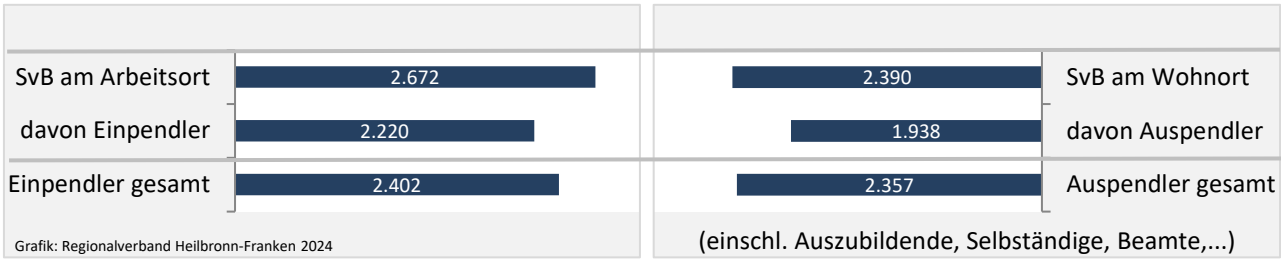 SvB am Arbeitsort 2.672 2.390 SvB am Wohnort
davon Einpendler 2.220 1.938 davon Auspendler
Einpendler gesamt 2.402 2.357 Auspendler gesamt
Grafik: Regionalverband Heilbronn-Franken 2024 (einschl. Auszubildende, Selbständige, Beamte,...)